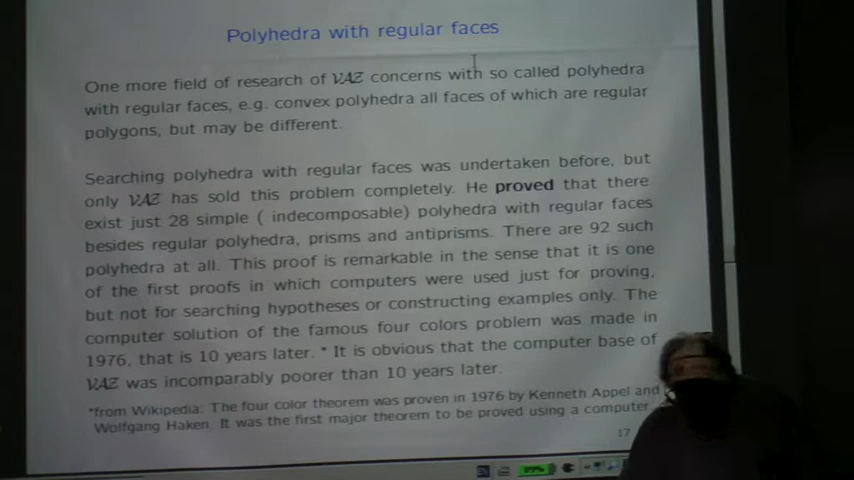 Polyhedra with regular faces
One more field of research of VAZ concerns with so called polyhedra
with regular faces, e.g. convex polyhedra all faces of which are regular
polygons, but may be different.
Searching polyhedra with regular faces was undertaken before, but
only VAZ has sold this problem completely. He proved that there
exist just 28 simple ( indecomposable) polyhedra with regular faces
besides regular polyhedra, prisms and antiprisms. There are 92 such
polyhedra at all. This proof is remarkable in the sense that it is one
of the first proofs in which computers were used just for proving,
but not for searching hypotheses or constructing examples only. The
computer solution of the famous four colors problem was made in
1976, that is 10 years later. * It is obvious that the computer base of
VAZ was incomparably poorer than 10 years later.
*from Wikipedia: The four color theorem was proven in 1976 by Kenneth Appel and
Wolfgang Haken. It was the first major theorem to be proved using a computer
17